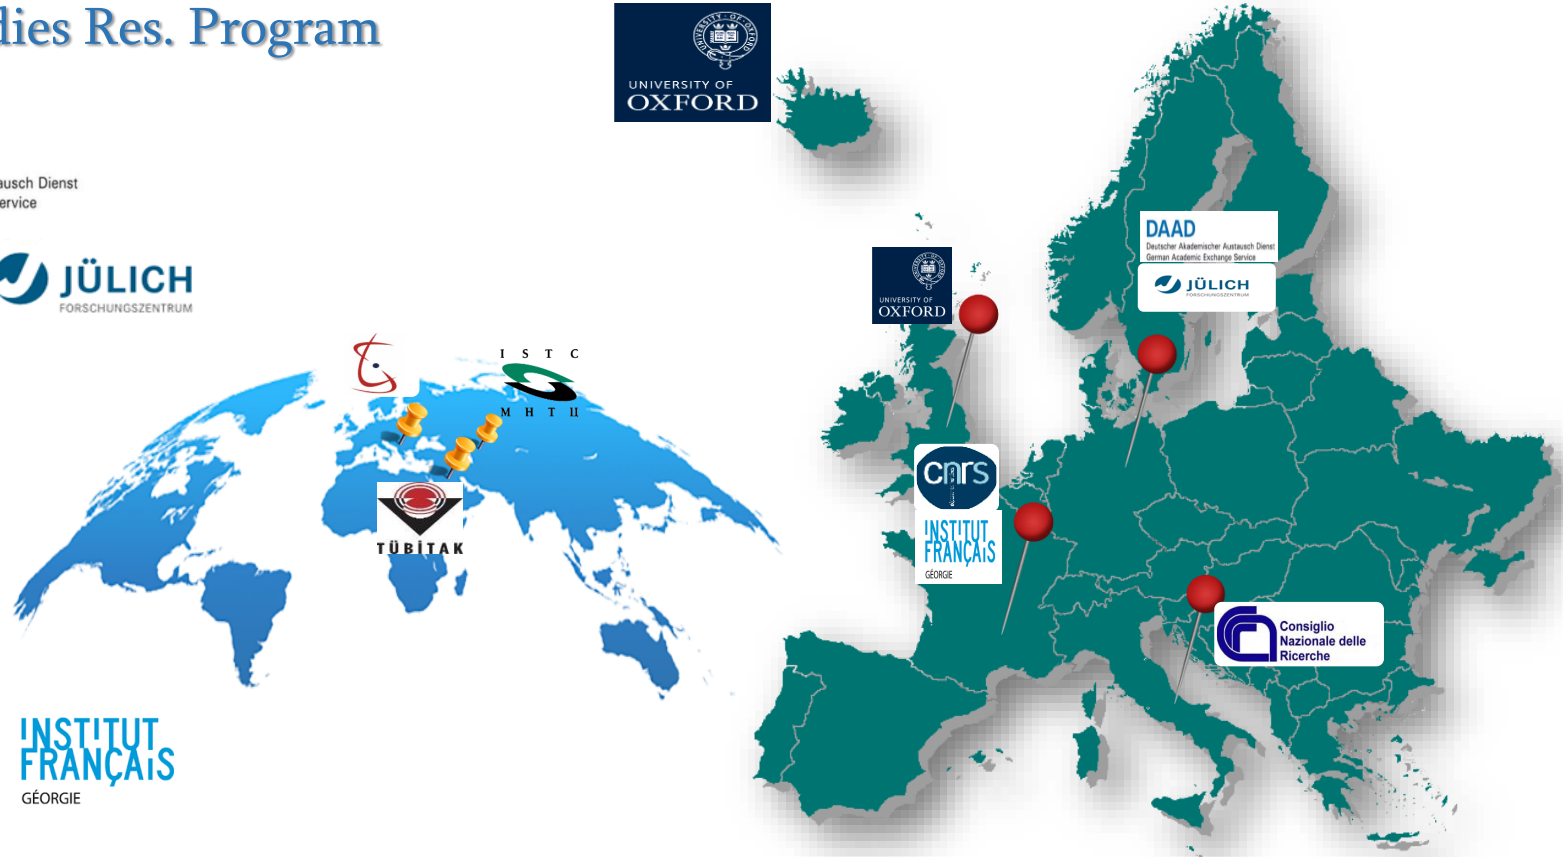 dies Res. Program
UNIVERSITY OF
OXFORD
ausch Dienst
ervice
JÜLICH
FORSCHUNGSZENTRUM
I S T C
М Н Т Ц
TÜBİTAK
INSTITUT
FRANÇAIS
GÉORGIE
UNIVERSITY OF
OXFORD
DAAD
Deutscher Akademischer Austausch Dienst
German Academic Exchange Service
JÜLICH
FORSCHUNGSZENTRUM
cnrs
INSTITUT
FRANÇAIS
GÉORGIE
Consiglio
Nazionale delle
Ricerche